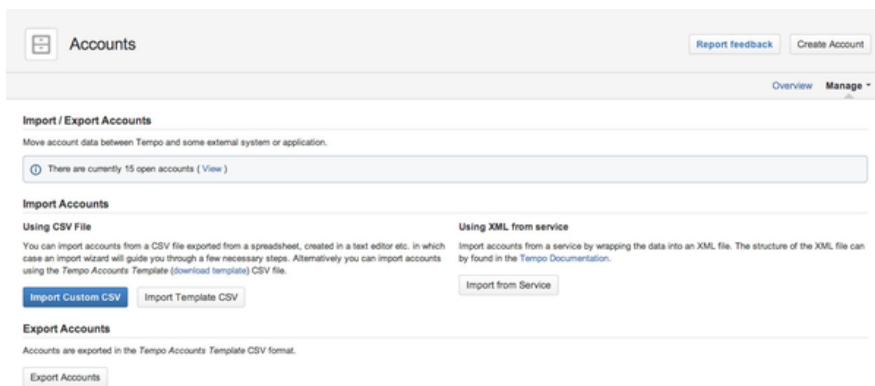 Accounts
Report feedback
Create Account
Overview
Manage
Import / Export Accounts
Move account data between Tempo and some external system or application.
There are currently 15 open accounts ( View )
Import Accounts
Using CSV File
You can import accounts from a CSV file exported from a spreadsheet, created in a text editor etc. in which
case an import wizard will guide you through a few necessary steps. Alternatively you can import accounts
using the Tempo Accounts Template (download template) CSV file.
Import Custom CSV
Import Template CSV
Using XML from service
Import accounts from a service by wrapping the data into an XML file. The structure of the XML file can
by found in the Tempo Documentation.
Import from Service
Export Accounts
Accounts are exported in the Tempo Accounts Template CSV format.
Export Accounts